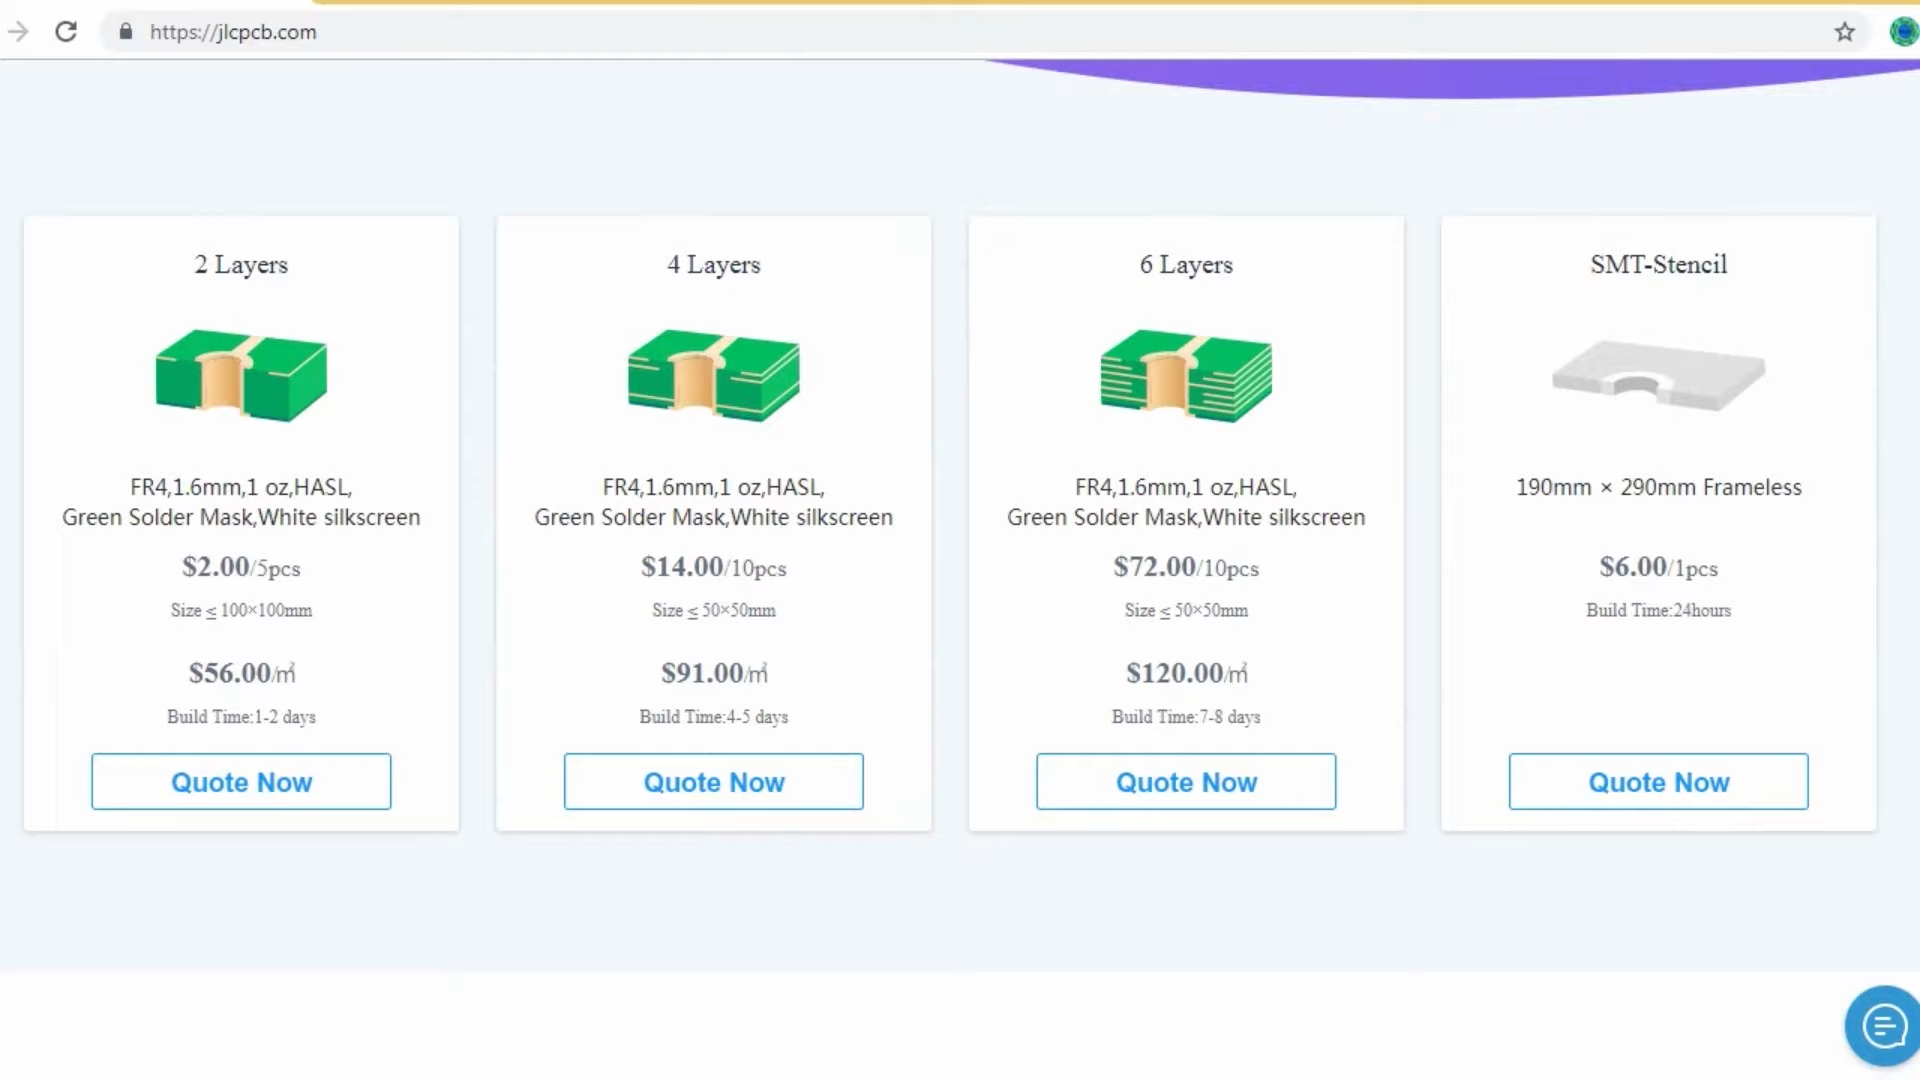 https://jlcpcb.com
2 Layers
FR4,1.6mm,1 oz,HASL,
Green Solder Mask,White silkscreen
$2.00/5pcs
Size ≤ 100×100mm
$56.00/㎡
Build Time:1-2 days
Quote Now
4 Layers
FR4,1.6mm,1 oz,HASL,
Green Solder Mask,White silkscreen
$14.00/10pcs
Size ≤ 50×50mm
$91.00/㎡
Build Time:4-5 days
Quote Now
6 Layers
FR4,1.6mm,1 oz,HASL,
Green Solder Mask,White silkscreen
$72.00/10pcs
Size ≤ 50×50mm
$120.00/㎡
Build Time:7-8 days
Quote Now
SMT-Stencil
190mm × 290mm Frameless
$6.00/1pcs
Build Time:24hours
Quote Now